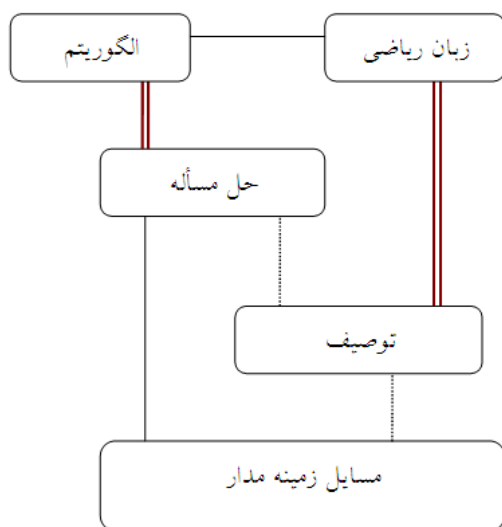 زبان ریاضی
الگوریتم
حل مسأله
توصیف
مسایل زمینه مدار